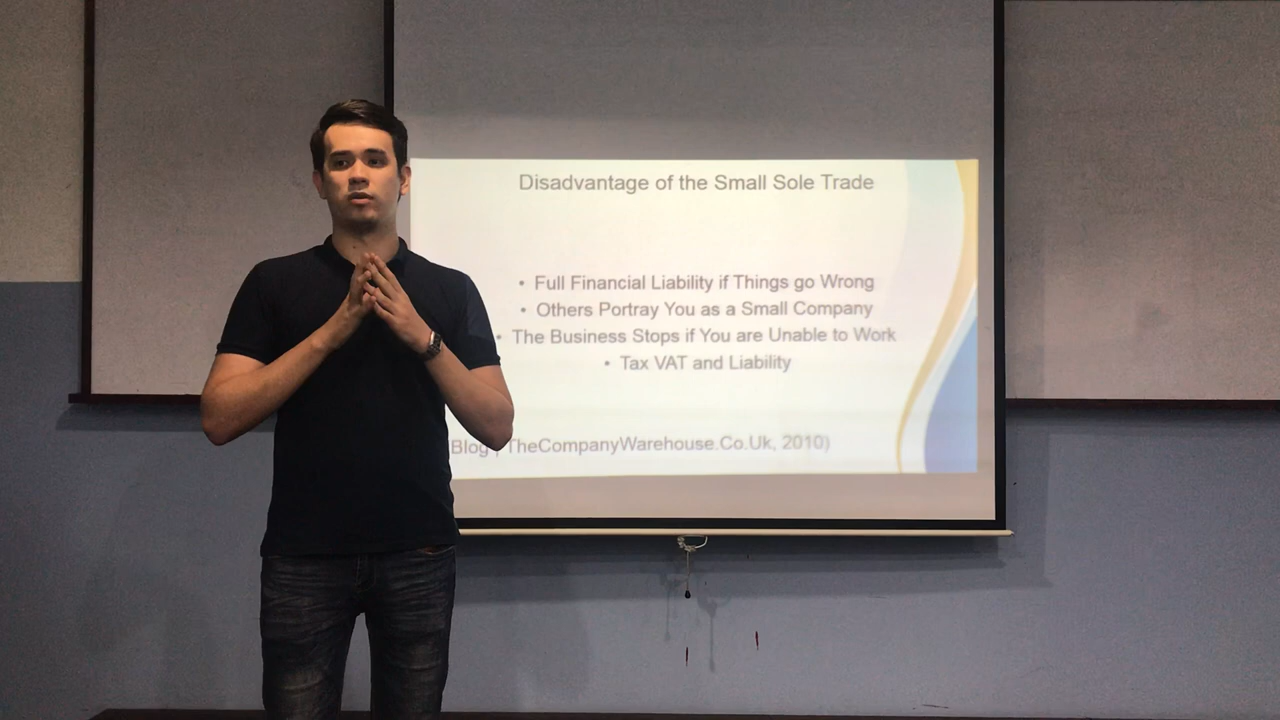 Disadvantage of the Small Sole Trade
• Full Financial Liability if Things go Wrong
• Others Portray You as a Small Company
• The Business Stops if You are Unable to Work
• Tax VAT and Liability
Blog | TheCompanyWarehouse.Co.Uk, 2010)